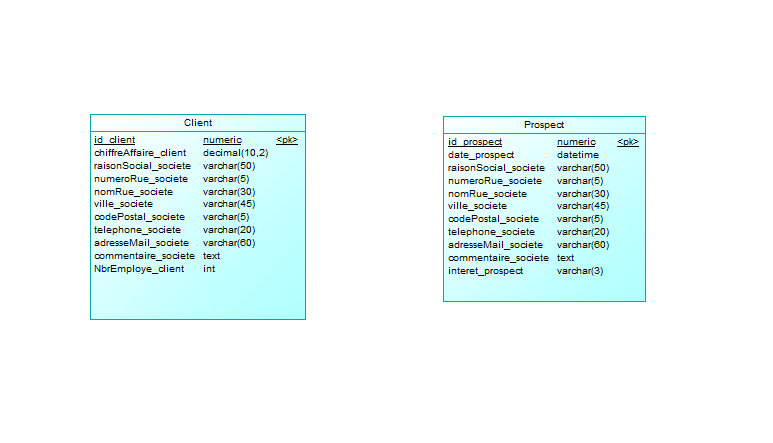 Client
id_client numeric <pk>
chiffreAffaire_client decimal(10,2)
raisonSocial_societe varchar(50)
numeroRue_societe varchar(5)
nomRue_societe varchar(30)
ville_societe varchar(45)
codePostal_societe varchar(5)
telephone_societe varchar(20)
adresseMail_societe varchar(60)
commentaire_societe text
NbrEmploye_client int
Prospect
id_prospect numeric <pk>
date_prospect datetime
raisonSocial_societe varchar(50)
numeroRue_societe varchar(5)
nomRue_societe varchar(30)
ville_societe varchar(45)
codePostal_societe varchar(5)
telephone_societe varchar(20)
adresseMail_societe varchar(60)
commentaire_societe text
interet_prospect varchar(3)